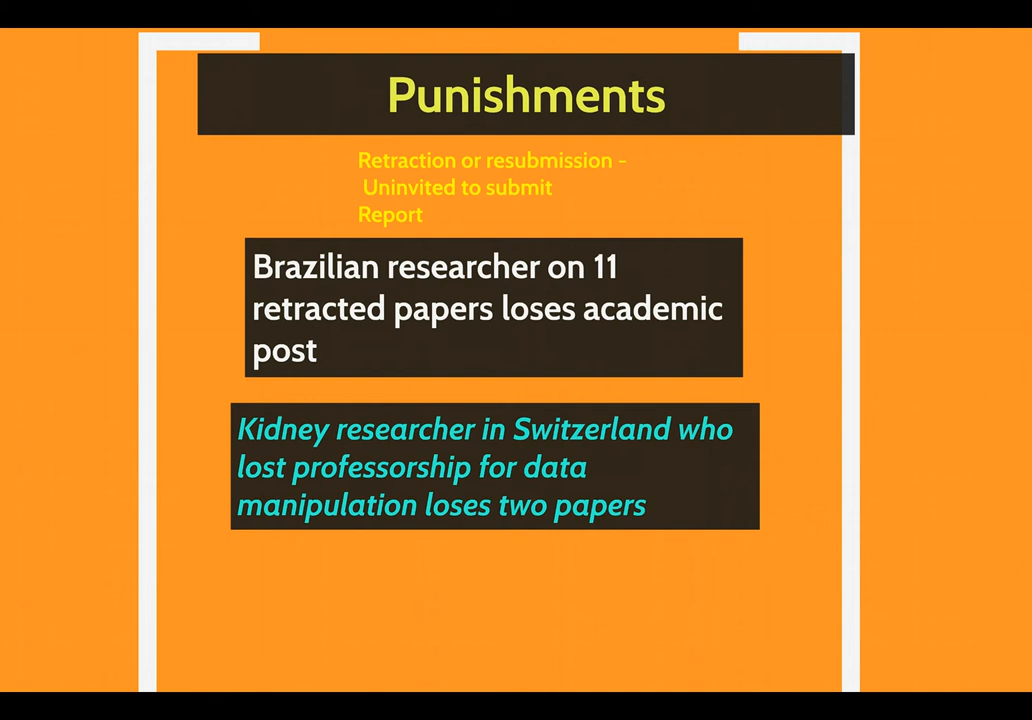 Punishments
Retraction or resubmission -
Uninvited to submit
Report
Brazilian researcher on 11
retracted papers loses academic
post
Kidney researcher in Switzerland who
lost professorship for data
manipulation loses two papers